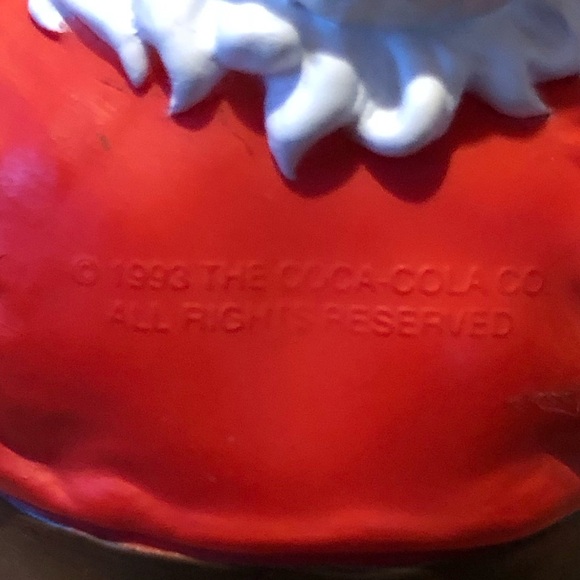 © 1993 THE COCA-COLA CO
ALL RIGHTS RESERVED